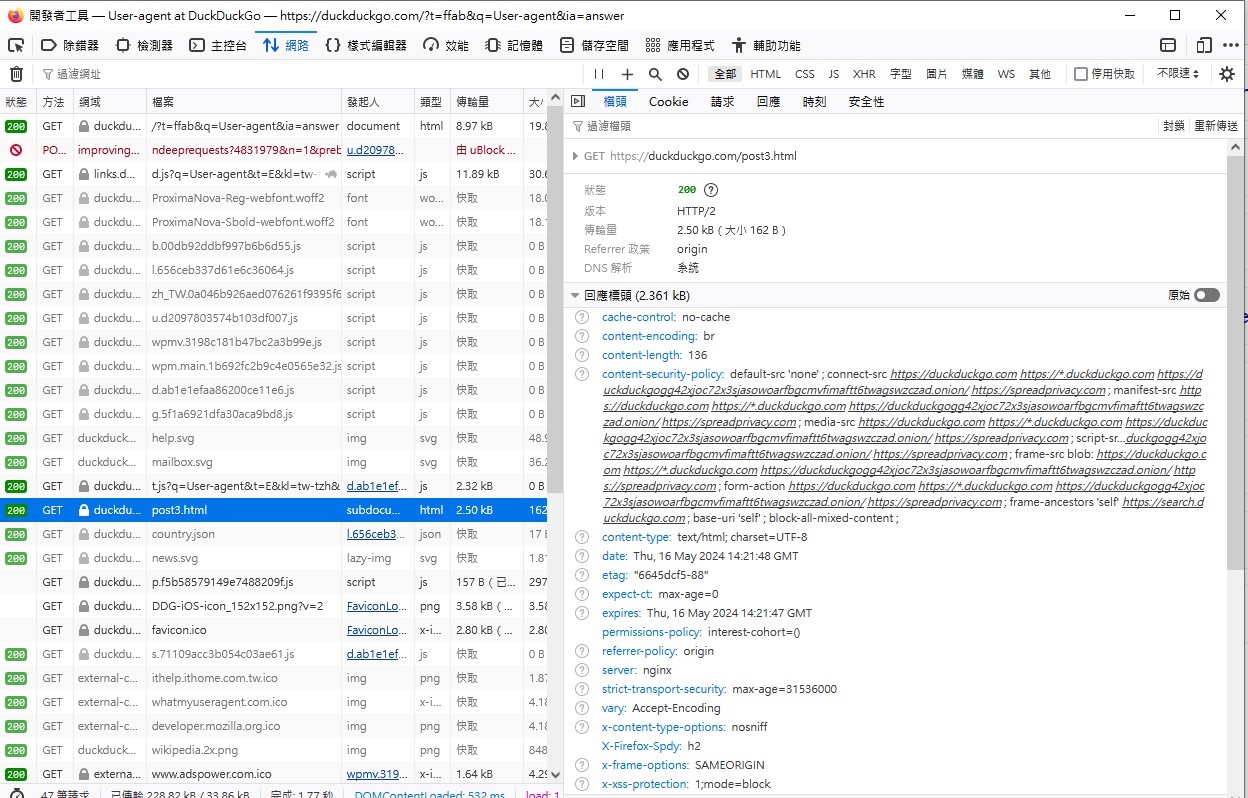 開發者工具 — User-agent at DuckDuckGo — https://duckduckgo.com/?t=ffab&q=User-agent&ia=answer
除錯器 檢測器 主控台 網路 樣式編輯器 效能 記憶體 儲存空間 應用程式 輔助功能
過濾網址 全部 HTML CSS JS XHR 字型 圖片 媒體 WS 其他 停用快取 不限速
狀態 方法 網域 檔案 發起人 類型 傳輸量 大小
200 GET duckdu... /?t=ffab&q=User-agent&ia=answer document html 8.97 kB 19.8
PO... improving... ndeeprequests?4831979&n=1&preb u.d20978... 由 uBlock ...
200 GET links.d... d.js?q=User-agent&t=E&kl=tw- script js 11.89 kB 30.6
200 GET duckdu... ProximaNova-Reg-webfont.woff2 font wo... 快取 18.0
200 GET duckdu... ProximaNova-Sbold-webfont.woff2 font wo... 快取 18.
200 GET duckdu... b.00db92ddbf997b6b6d55.js script js 快取 0 B
200 GET duckdu... l.656ceb337d61e6c36064.js script js 快取 0 B
200 GET duckdu... zh_TW.0a046b926aed076261f9395f6 script js 快取 0 B
200 GET duckdu... u.d2097803574b103df007.js script js 快取 0 B
200 GET duckdu... wpmv.3198c181b47bc2a3b99e.js script js 快取 0 B
200 GET duckdu... wpm.main.1b692fc2b9c4e0565e32.js script js 快取 0 B
200 GET duckdu... d.ab1e1efaa86200ce11e6.js script js 快取 0 B
200 GET duckdu... g.5f1a6921dfa30aca9bd8.js script js 快取 0 B
200 GET duckduck... help.svg img svg 快取 48.9
200 GET duckduck... mailbox.svg img svg 快取 36.2
200 GET duckdu... t.js?q=User-agent&t=E&kl=tw-tzh& d.ab1e1ef... js 2.32 kB 0 B
200 GET duckdu... post3.html subdocu... html 2.50 kB 162
200 GET duckdu... country.json l.656ceb3... json 快取 17 B
200 GET duckdu... news.svg lazy-img svg 快取 1.8
GET duckdu... p.f5b58579149e7488209f.js script js 157 B ( 已... 297
GET duckdu... DDG-iOS-icon_152x152.png?v=2 FaviconLo... png 3.58 kB ( ... 3.58
GET duckdu... favicon.ico FaviconLo... x-i... 2.80 kB ( ... 2.80
200 GET duckdu... s.71109acc3b054c03ae61.js d.ab1e1ef... js 快取 0 B
200 GET external-c... ithelp.ithome.com.tw.ico img png 快取 1.87
200 GET external-c... whatmyuseragent.com.ico img x-i... 快取 4.18
200 GET external-c... developer.mozilla.org.ico img png 快取 4.18
200 GET duckduck... wikipedia.2x.png img png 快取 848
200 GET externa... www.adspower.com.ico wpmv.319... x-i... 1.64 kB 4.29
47 筆請求 已傳輸 228.82 kB / 33.86 kB 完成: 1.77 秒 DOMContentLoaded: 532 ms load: 1
檔頭 Cookie 請求 回應 時刻 安全性
過濾檔頭 封鎖 重新傳送
GET https://duckduckgo.com/post3.html
狀態 200
版本 HTTP/2
傳輸量 2.50 kB ( 大小 162 B )
Referrer 政策 origin
DNS 解析 系統
回應標頭 (2.361 kB) 原始
cache-control: no-cache
content-encoding: br
content-length: 136
content-security-policy: default-src 'none' ; connect-src https://duckduckgo.com https://*.duckduckgo.com https://d
uckduckgogg42xjoc72x3sjasowoarfbgcmvfimaftt6twagswzczad.onion/ https://spreadprivacy.com ; manifest-src http
s://duckduckgo.com https://*.duckduckgo.com https://duckduckgogg42xjoc72x3sjasowoarfbgcmvfimaftt6twagswzc
zad.onion/ https://spreadprivacy.com ; media-src https://duckduckgo.com https://*.duckduckgo.com https://duckduc
kgogg42xjoc72x3sjasowoarfbgcmvfimaftt6twagswzczad.onion/ https://spreadprivacy.com ; script-sr...duckgogg42xjo
c72x3sjasowoarfbgcmvfimaftt6twagswzczad.onion/ https://spreadprivacy.com ; frame-src blob: https://duckduckgo.c
om https://*.duckduckgo.com https://duckduckgogg42xjoc72x3sjasowoarfbgcmvfimaftt6twagswzczad.onion/ http
s://spreadprivacy.com ; form-action https://duckduckgo.com https://*.duckduckgo.com https://duckduckgogg42xjoc
72x3sjasowoarfbgcmvfimaftt6twagswzczad.onion/ https://spreadprivacy.com ; frame-ancestors 'self' https://search.d
uckduckgo.com ; base-uri 'self' ; block-all-mixed-content ;
content-type: text/html; charset=UTF-8
date: Thu, 16 May 2024 14:21:48 GMT
etag: "6645dcf5-88"
expect-ct: max-age=0
expires: Thu, 16 May 2024 14:21:47 GMT
permissions-policy: interest-cohort=()
referrer-policy: origin
server: nginx
strict-transport-security: max-age=31536000
vary: Accept-Encoding
x-content-type-options: nosniff
X-Firefox-Spdy: h2
x-frame-options: SAMEORIGIN
x-xss-protection: 1;mode=block